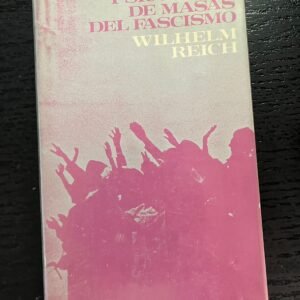 DE MASAS
DEL FASCISMO
WILHELM
REICH